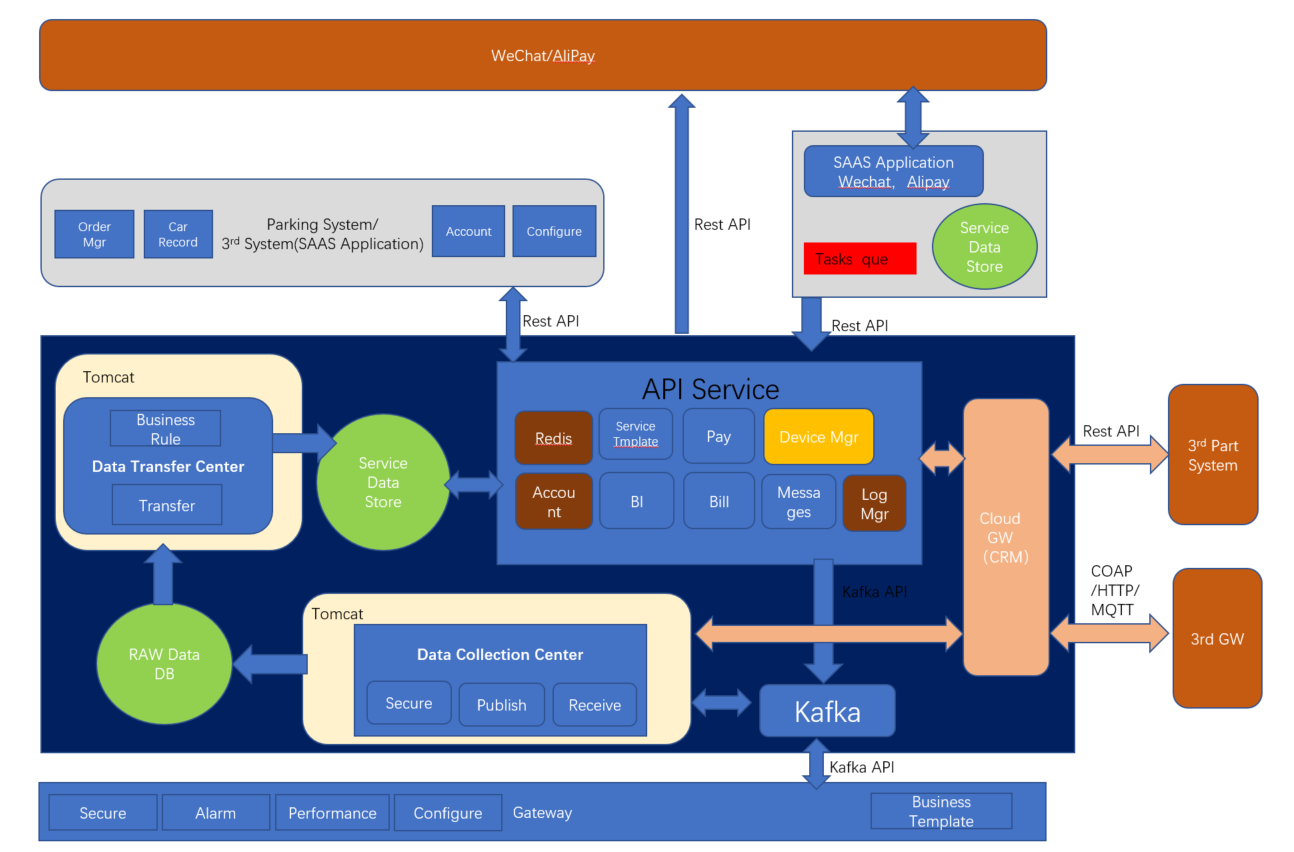 WeChat/AliPay
SAAS Application
Wechat, Alipay
Service
Data
Store
Tasks que
Rest API
Order
Mgr
Car
Record
Parking System/
3rd System(SAAS Application)
Account
Configure
Rest API
Rest API
Tomcat
Business
Rule
Data Transfer Center
Transfer
Service
Data
Store
API Service
Redis
Service
Tmplate
Pay
Device Mgr
Accou
nt
BI
Bill
Messa
ges
Log
Mgr
Cloud
GW
(CRM)
Rest API
3rd Part
System
COAP
/HTTP/
MQTT
3rd GW
Kafka API
RAW Data
DB
Tomcat
Data Collection Center
Secure
Publish
Receive
Kafka
Kafka API
Secure
Alarm
Performance
Configure
Gateway
Business
Template